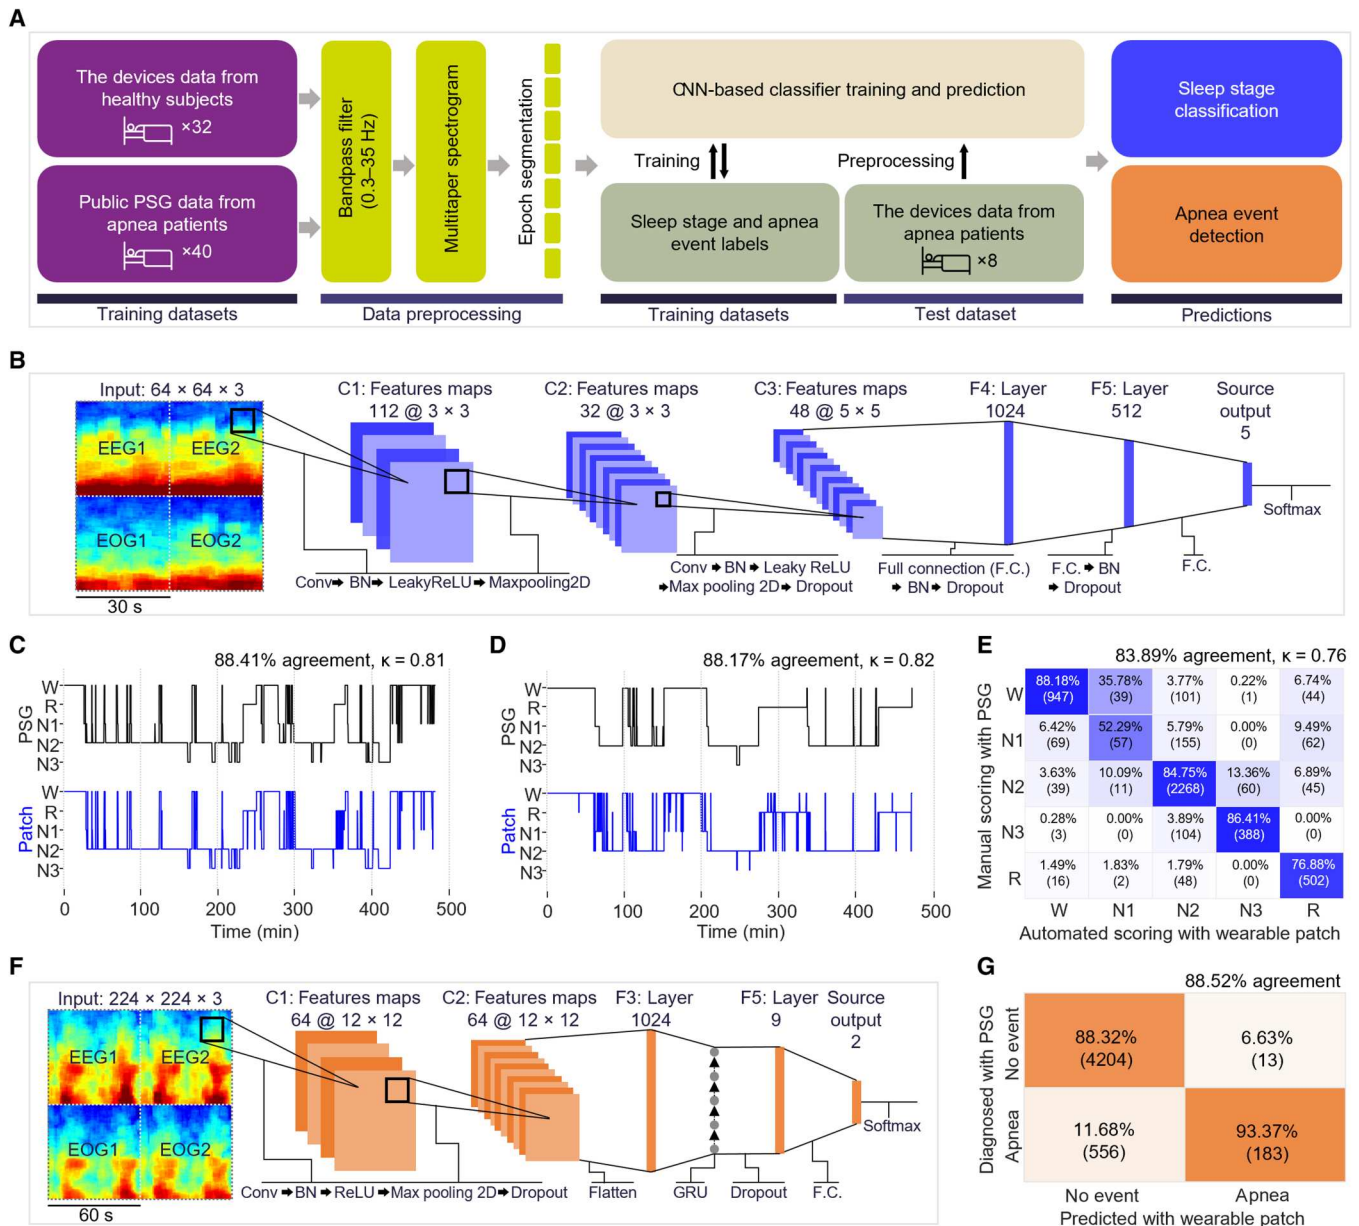 A
The devices data from
healthy subjects
×32
Public PSG data from
apnea patients
×40
Training datasets
Bandpass filter
(0.3–35 Hz)
Multitaper spectrogram
Epoch segmentation
Data preprocessing
CNN-based classifier training and prediction
Training
Preprocessing
Sleep stage and apnea
event labels
The devices data from
apnea patients
×8
Training datasets
Test dataset
Sleep stage
classification
Apnea event
detection
Predictions
B
Input: 64 × 64 × 3
EEG1
EEG2
EOG1
EOG2
30 s
C1: Features maps
112 @ 3 × 3
C2: Features maps
32 @ 3 × 3
C3: Features maps
48 @ 5 × 5
F4: Layer
1024
F5: Layer
512
Source
output
5
Softmax
Conv BN LeakyReLU Maxpooling2D
Conv BN Leaky ReLU
Max pooling 2D Dropout
Full connection (F.C.)
BN Dropout
F.C. BN
Dropout
F.C.
C
88.41% agreement, κ = 0.81
PSG
W
R
N1
N2
N3
Patch
W
R
N1
N2
N3
0 100 200 300 400 500
Time (min)
D
88.17% agreement, κ = 0.82
PSG
W
R
N1
N2
N3
Patch
W
R
N1
N2
N3
0 100 200 300 400 500
Time (min)
E
83.89% agreement, κ = 0.76
Manual scoring with PSG
W
88.18% 35.78% 3.77% 0.22% 6.74%
(947) (39) (101) (1) (44)
N1
6.42% 52.29% 5.79% 0.00% 9.49%
(69) (57) (155) (0) (62)
N2
3.63% 10.09% 84.75% 13.36% 6.89%
(39) (11) (2268) (60) (45)
N3
0.28% 0.00% 3.89% 86.41% 0.00%
(3) (0) (104) (388) (0)
R
1.49% 1.83% 1.79% 0.00% 76.88%
(16) (2) (48) (0) (502)
W N1 N2 N3 R
Automated scoring with wearable patch
F
Input: 224 × 224 × 3
EEG1
EEG2
EOG1
EOG2
60 s
C1: Features maps
64 @ 12 × 12
C2: Features maps
64 @ 12 × 12
F3: Layer
1024
F5: Layer
9
Source
output
2
Softmax
Conv BN ReLU Max pooling 2D Dropout
Flatten
GRU
Dropout
F.C.
G
88.52% agreement
Diagnosed with PSG
No event
88.32% 6.63%
(4204) (13)
Apnea
11.68% 93.37%
(556) (183)
No event Apnea
Predicted with wearable patch